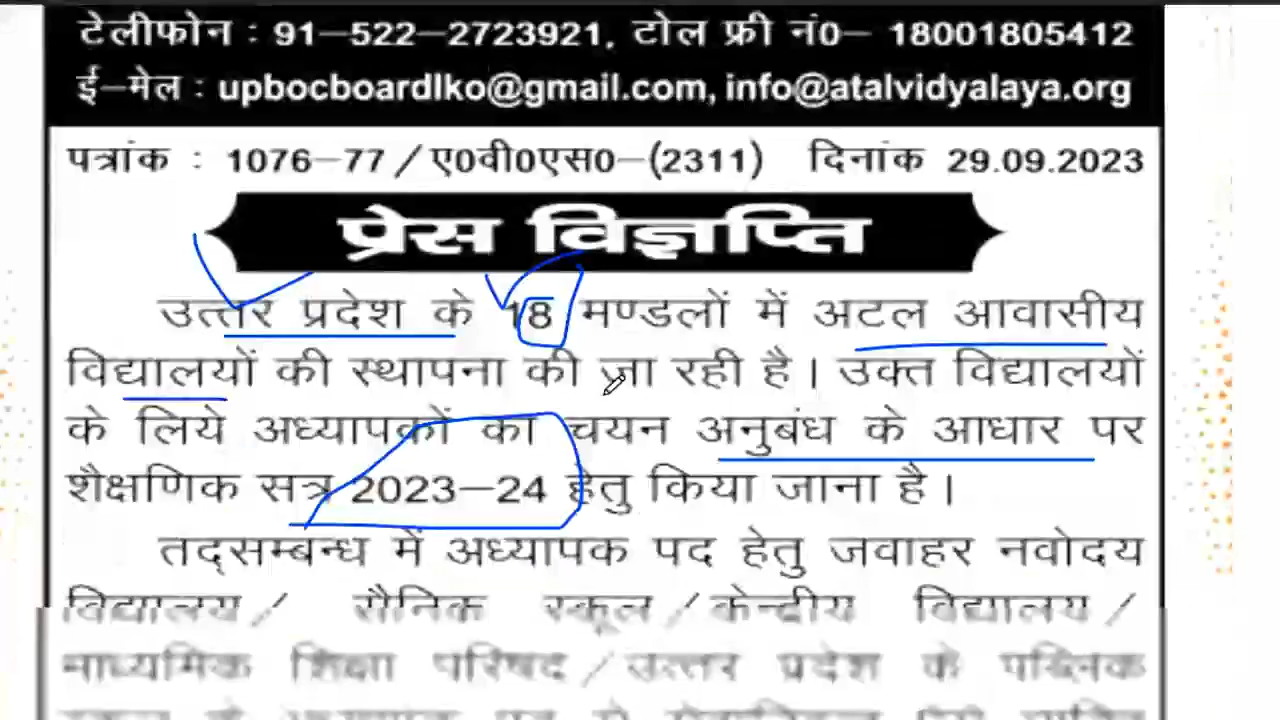 टेलीफोन : 91–522–2723921, टोल फ्री नं0– 18001805412
ई–मेल : upbocboardlko@gmail.com, info@atalvidyalaya.org
पत्रांक : 1076–77 / ए0वी0एस0–(2311) दिनांक 29.09.2023
प्रेस विज्ञप्ति
उत्तर प्रदेश के 18 मण्डलों में अटल आवासीय
विद्यालयों की स्थापना की जा रही है। उक्त विद्यालयों
के लिये अध्यापकों का चयन अनुबंध के आधार पर
शैक्षणिक सत्र 2023–24 हेतु किया जाना है।
तद्सम्बन्ध में अध्यापक पद हेतु जवाहर नवोदय
विद्यालय / सैनिक स्कूल / केन्द्रीय विद्यालय /
माध्यमिक शिक्षा परिषद / उत्तर प्रदेश के पब्लिक